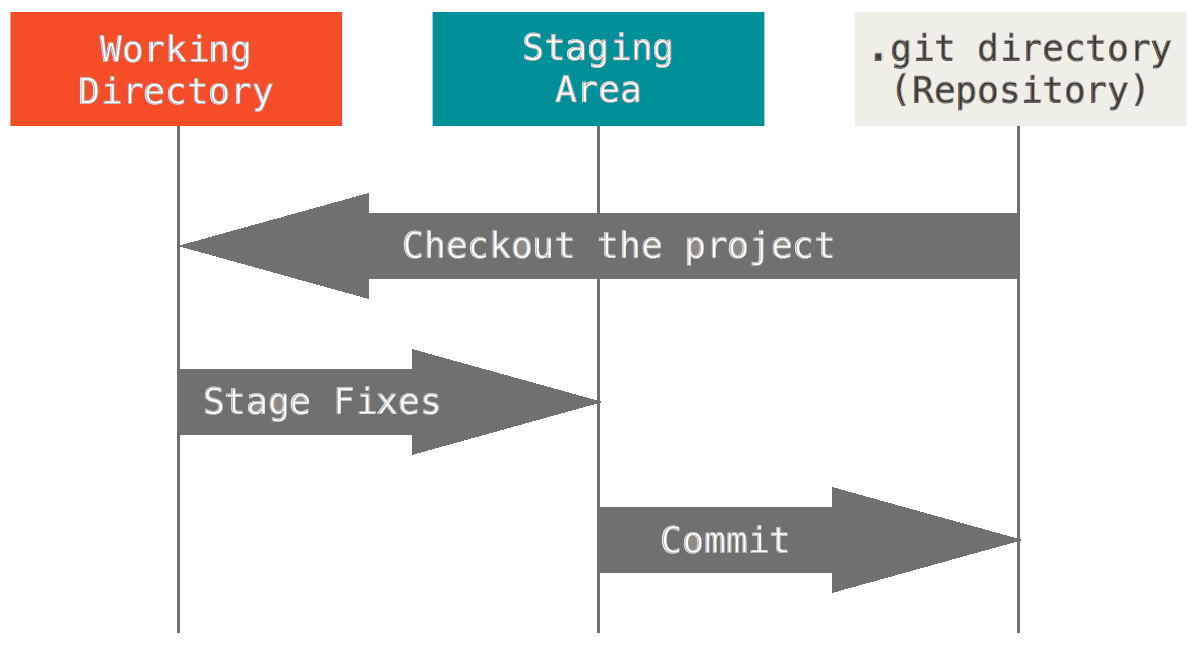 Working
Directory
Staging
Area
.git directory
(Repository)
Checkout the project
Stage Fixes
Commit